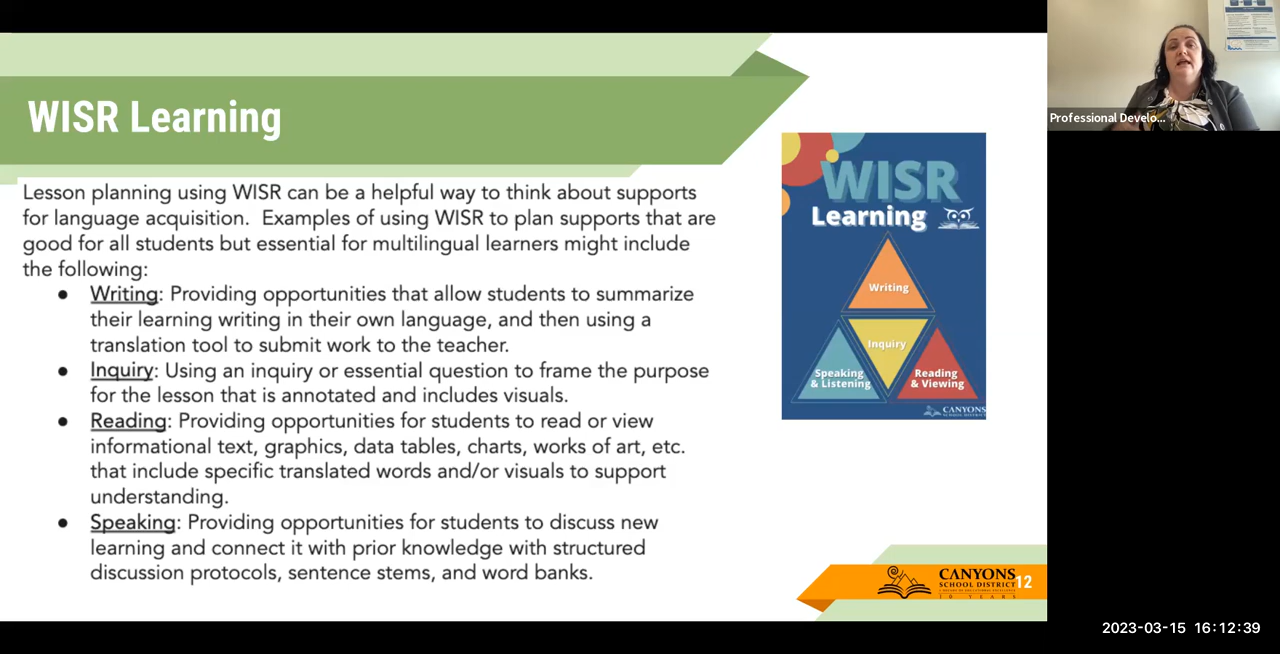 WISR Learning
Lesson planning using WISR can be a helpful way to think about supports
for language acquisition.  Examples of using WISR to plan supports that are
good for all students but essential for multilingual learners might include
the following:
● Writing: Providing opportunities that allow students to summarize
their learning writing in their own language, and then using a
translation tool to submit work to the teacher.
● Inquiry: Using an inquiry or essential question to frame the purpose
for the lesson that is annotated and includes visuals.
● Reading: Providing opportunities for students to read or view
informational text, graphics, data tables, charts, works of art, etc.
that include specific translated words and/or visuals to support
understanding.
● Speaking: Providing opportunities for students to discuss new
learning and connect it with prior knowledge with structured
discussion protocols, sentence stems, and word banks.
WISR
Learning
Writing
Inquiry
Speaking
& Listening
Reading
& Viewing
CANYONS
SCHOOL DISTRICT
CANYONS
SCHOOL DISTRICT
12
Professional Develo...
2023-03-15 16:12:39